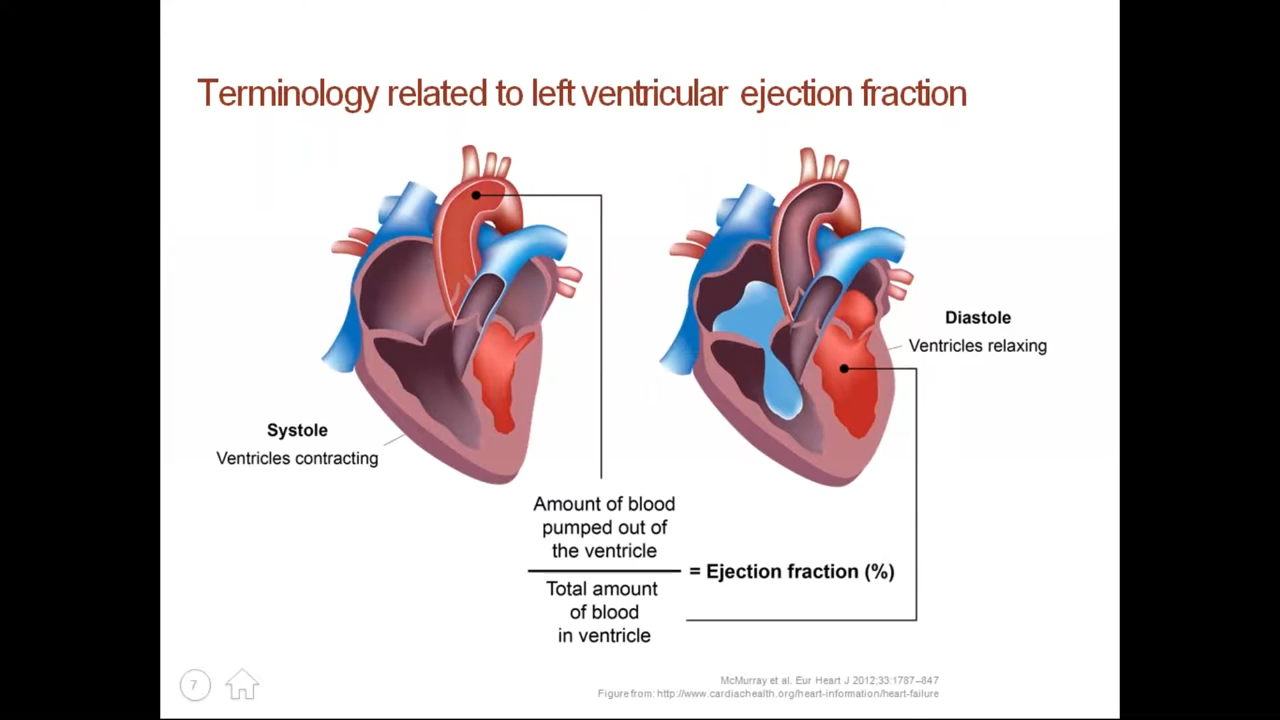 Terminology related to left ventricular ejection fraction
Diastole
Ventricles relaxing
Systole
Ventricles contracting
Amount of blood
pumped out of
the ventricle
= Ejection fraction (%)
Total amount
of blood
in ventricle
7
McMurray et al. Eur Heart J 2012;33:1787–847
Figure from: http://www.cardiachealth.org/heart-information/heart-failure